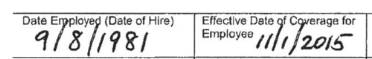 Date Employed (Date of Hire)
9/8/1981
Effective Date of Coverage for
Employee 11/1/2015